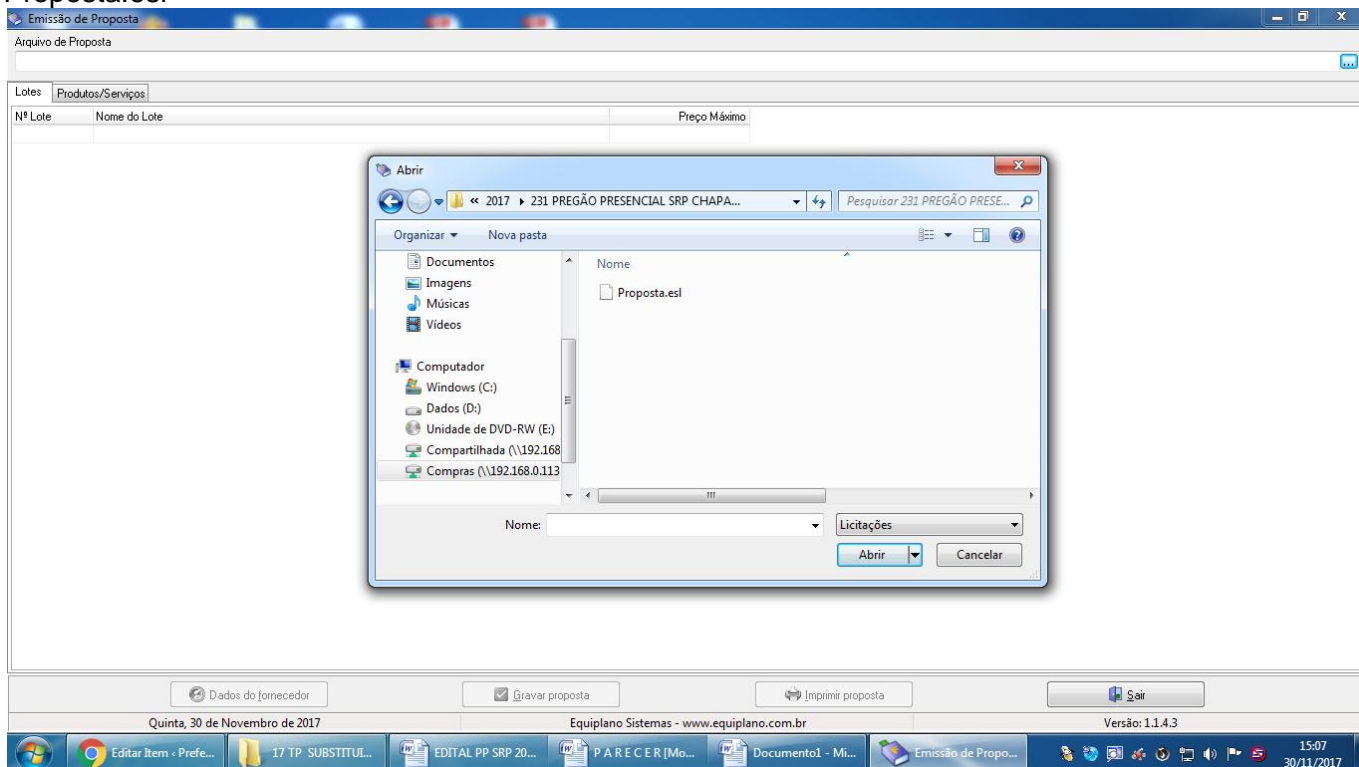 Emissão de Proposta
Arquivo de Proposta
...
Lotes Produtos/Serviços
Nº Lote Nome do Lote Preço Máximo
Abrir
« 2017 ▸ 231 PREGÃO PRESENCIAL SRP CHAPA... Pesquisar 231 PREGÃO PRESE...
Organizar Nova pasta
Documentos
Imagens
Músicas
Vídeos
Computador
Windows (C:)
Dados (D:)
Unidade de DVD-RW (E:)
Compartilhada (\\192.168
Compras (\\192.168.0.113
Nome
Proposta.esl
Nome: Licitações
Abrir Cancelar
Dados do fornecedor Gravar proposta Imprimir proposta Sair
Quinta, 30 de Novembro de 2017 Equiplano Sistemas - www.equiplano.com.br Versão: 1.1.4.3
Editar Item ‹ Prefe... 17 TP SUBSTITUI... EDITAL PP SRP 20... P A R E C E R [Mo... Documento1 - Mi... Emissão de Propo... 15:07
30/11/2017